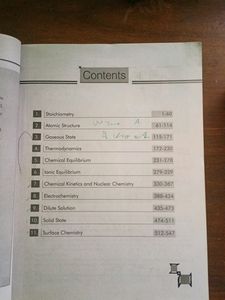 Contents
1. Stoichiometry 1-60
2. Atomic Structure 61-114
3. Gaseous State 115-171
4. Thermodynamics 172-230
5. Chemical Equilibrium 231-278
6. Ionic Equilibrium 279-329
7. Chemical Kinetics and Nuclear Chemistry 330-387
8. Electrochemistry 388-434
9. Dilute Solution 435-473
10. Solid State 474-511
11. Surface Chemistry 512-547